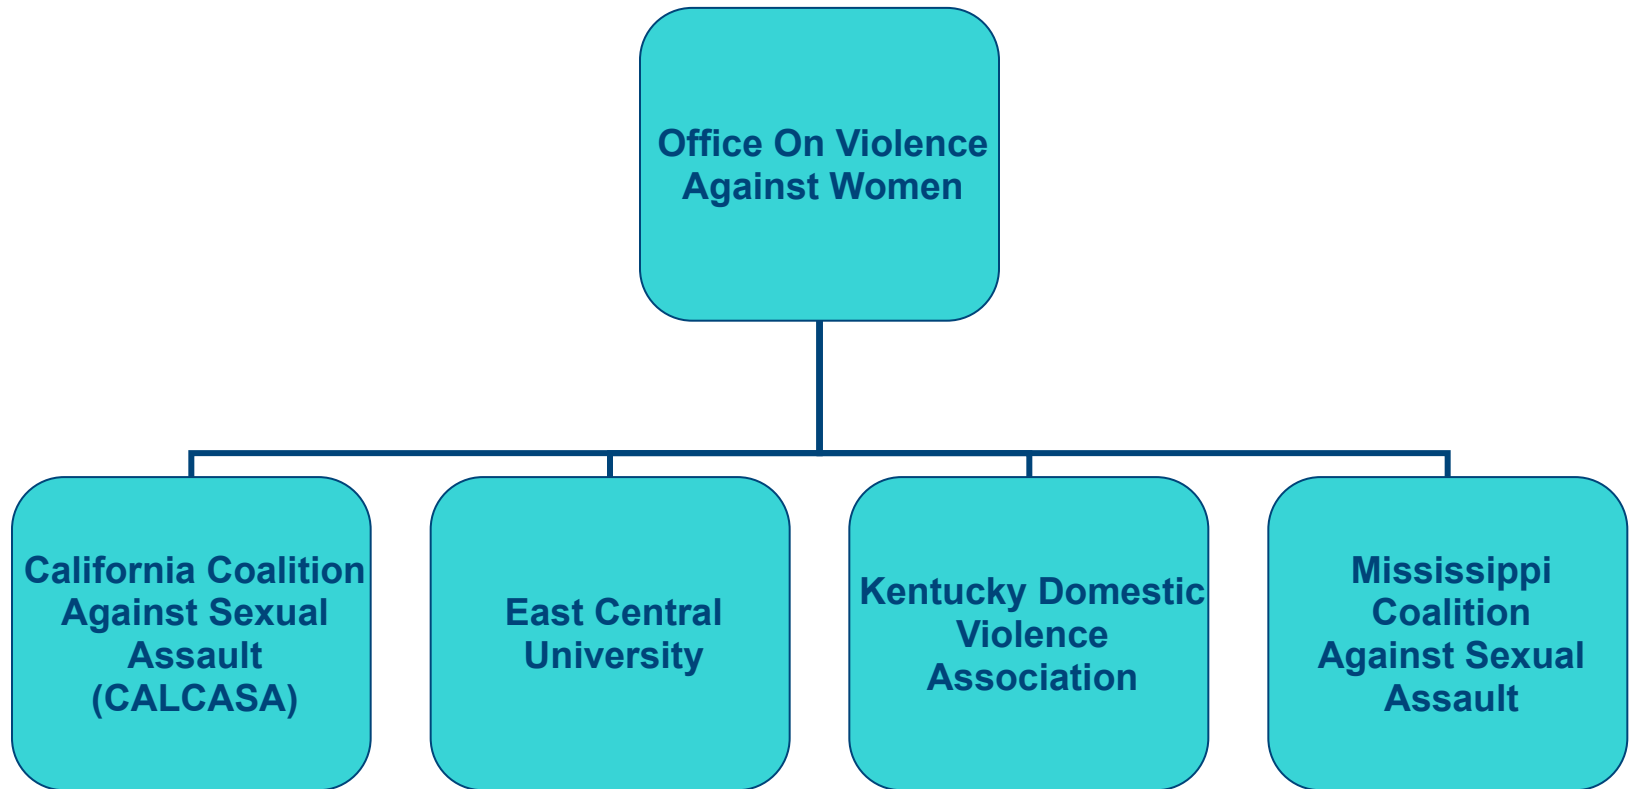 Office On Violence
Against Women
California Coalition
Against Sexual
Assault
(CALCASA)
East Central
University
Kentucky Domestic
Violence
Association
Mississippi
Coalition
Against Sexual
Assault